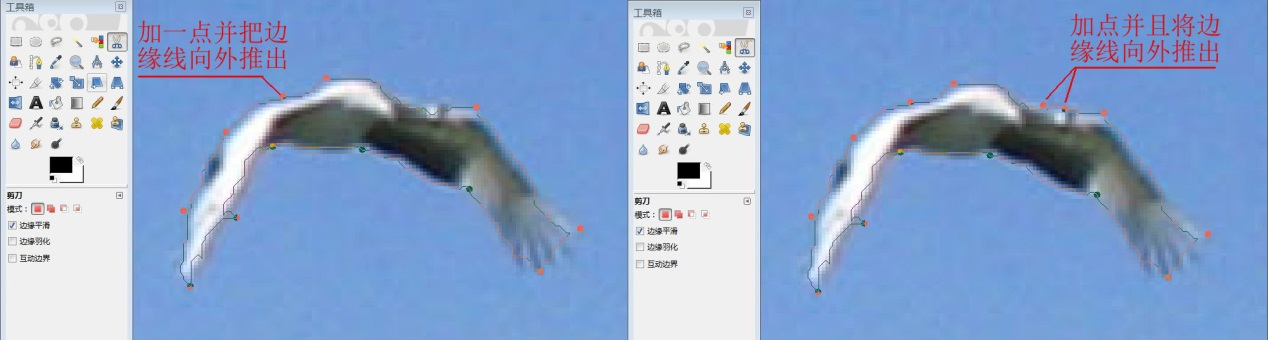 工具箱
加一点并把边
缘线向外推出
剪刀
模式：
边缘平滑
边缘羽化
互动边界
工具箱
加点并且将边
缘线向外推出
剪刀
模式：
边缘平滑
边缘羽化
互动边界